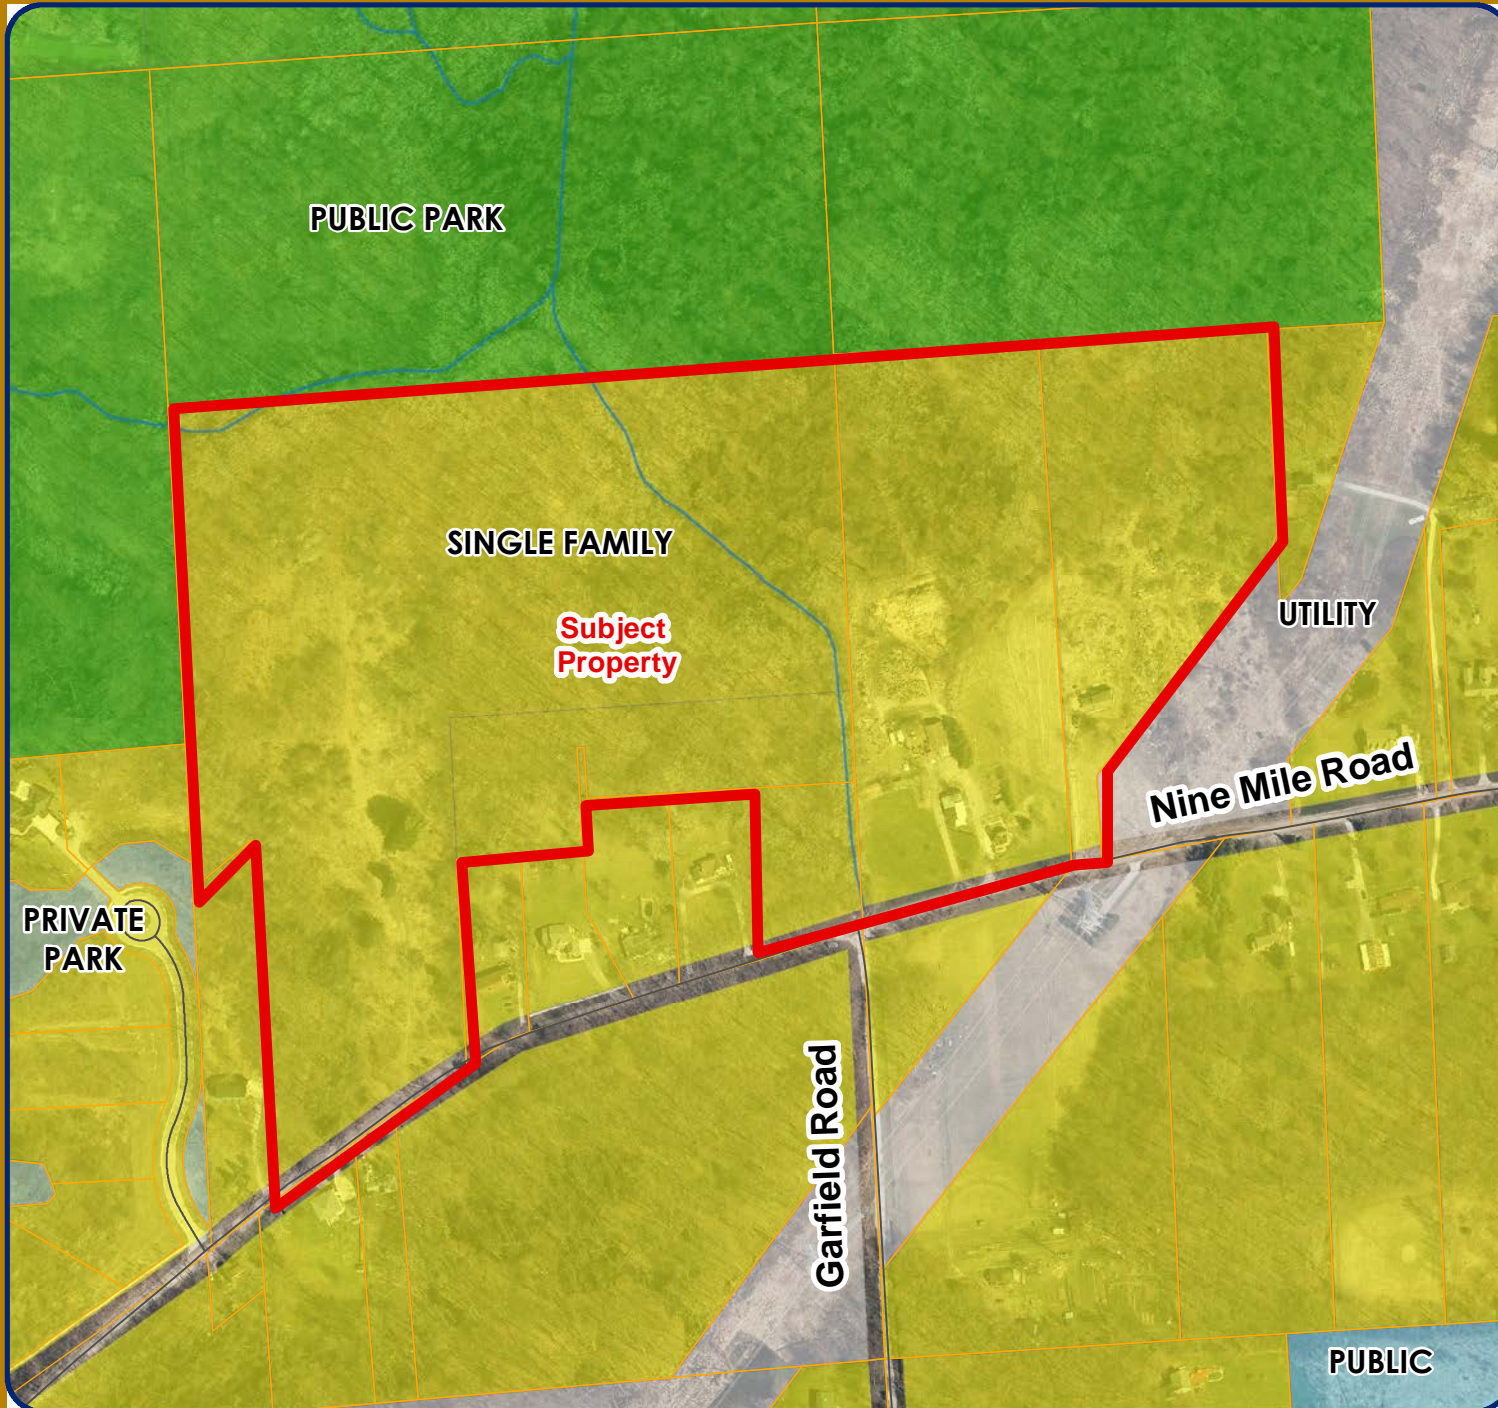 PUBLIC PARK
SINGLE FAMILY
Subject
Property
UTILITY
Nine Mile Road
PRIVATE
PARK
Garfield Road
PUBLIC